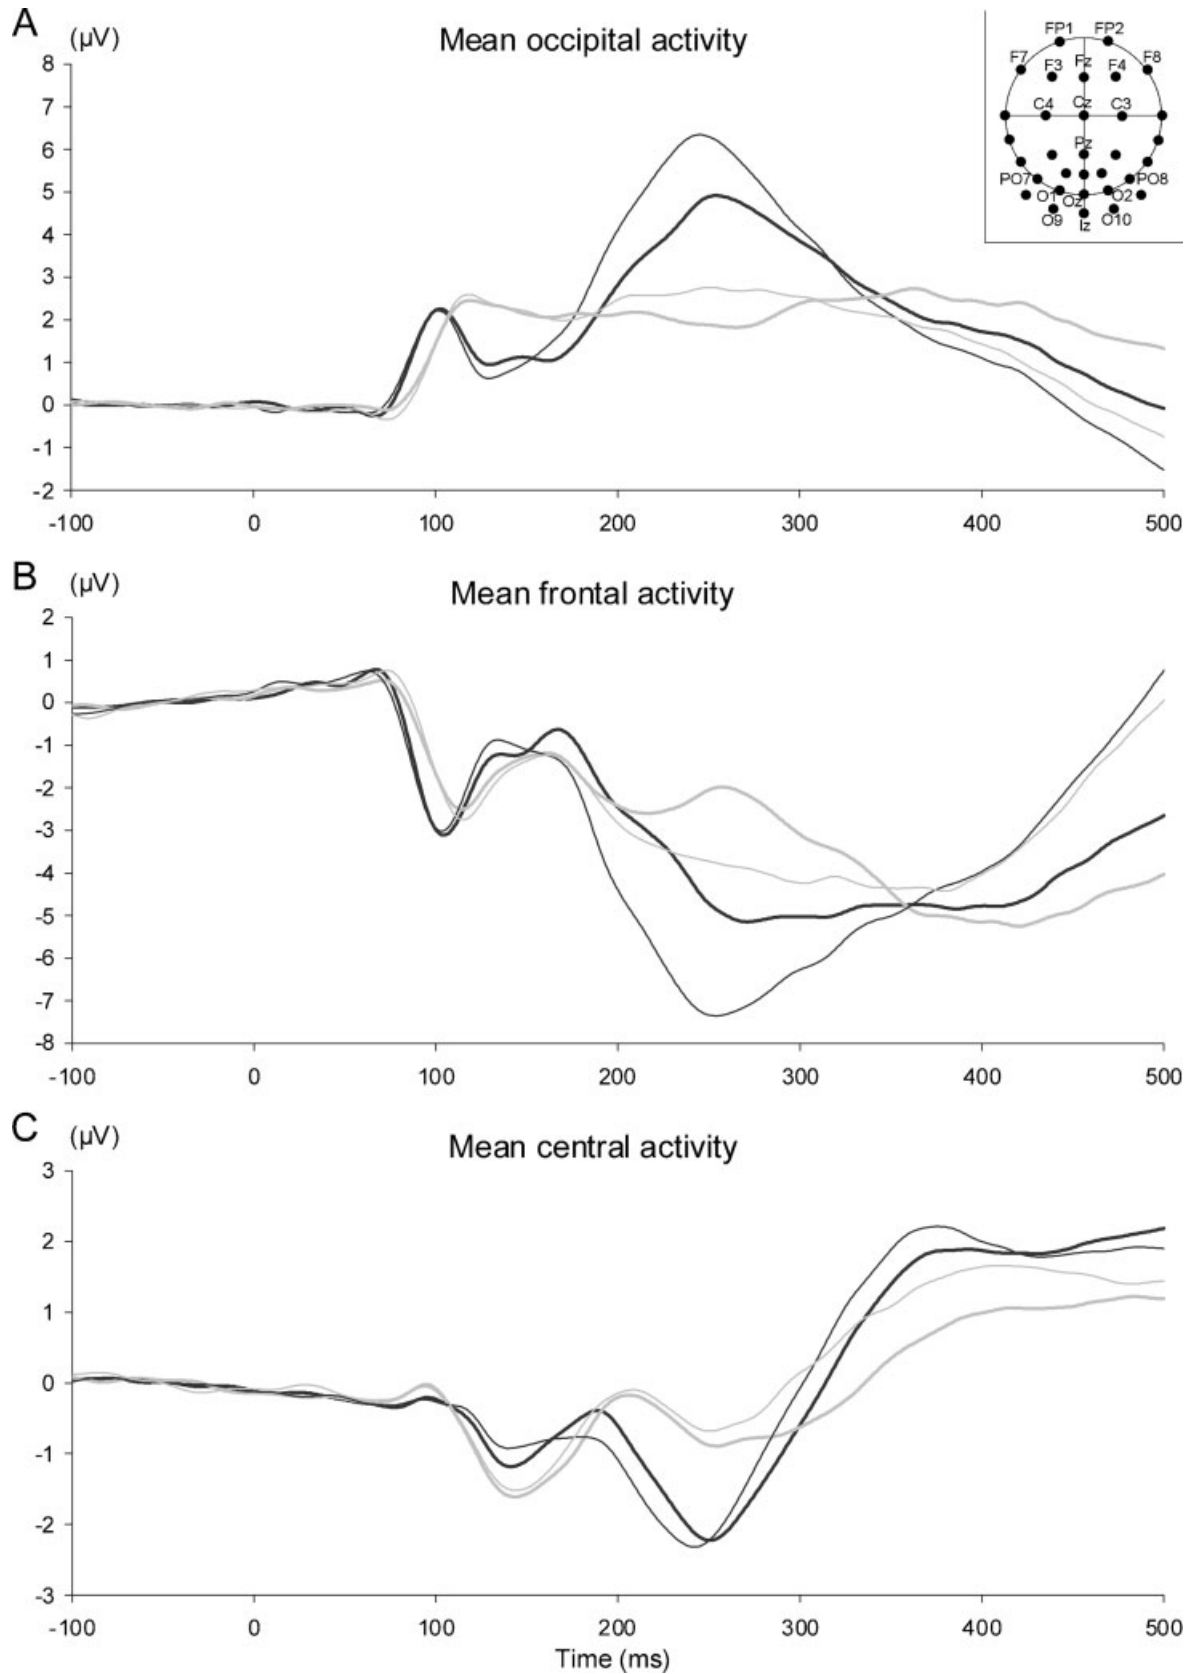 A (µV) Mean occipital activity
8
7
6
5
4
3
2
1
0
-1
-2
-100 0 100 200 300 400 500
FP1 FP2
F7 F3 Fz F4 F8
C4 Cz C3
Pz
PO7 PO8
O1 Oz O2
O9 Iz O10
B (µV) Mean frontal activity
2
1
0
-1
-2
-3
-4
-5
-6
-7
-8
-100 0 100 200 300 400 500
C (µV) Mean central activity
3
2
1
0
-1
-2
-3
-100 0 100 200 300 400 500
Time (ms)